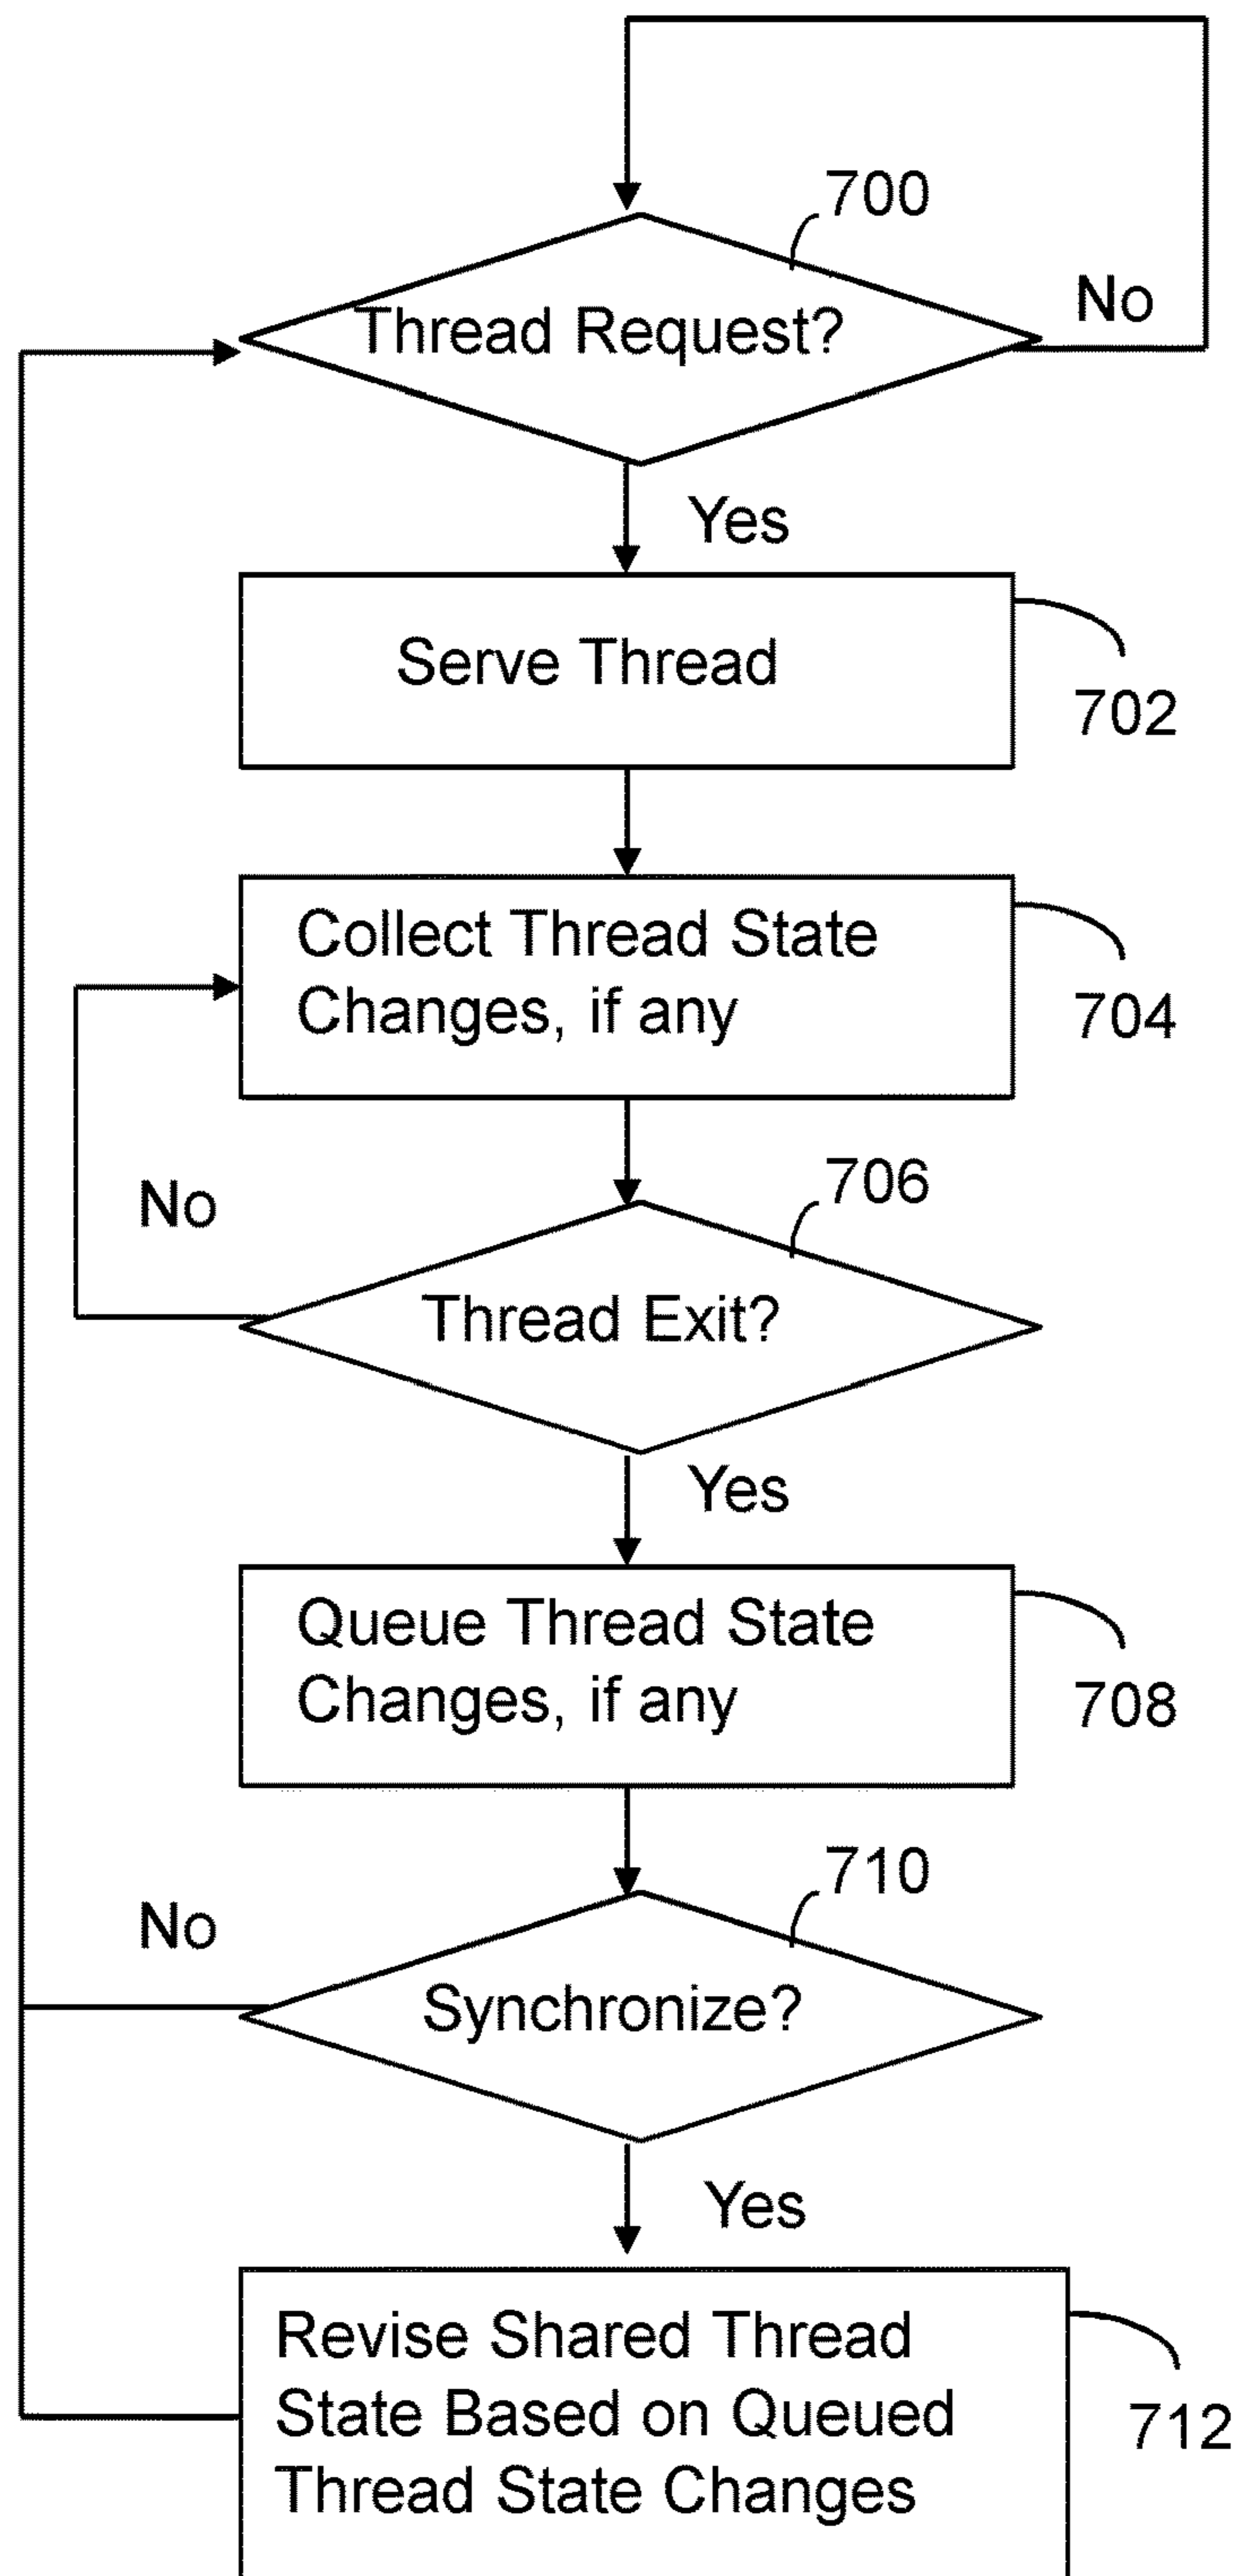 700
Thread Request?
No
Yes
Serve Thread
702
Collect Thread State
Changes, if any
704
No
706
Thread Exit?
Yes
Queue Thread State
Changes, if any
708
710
No
Synchronize?
Yes
Revise Shared Thread
State Based on Queued
Thread State Changes
712